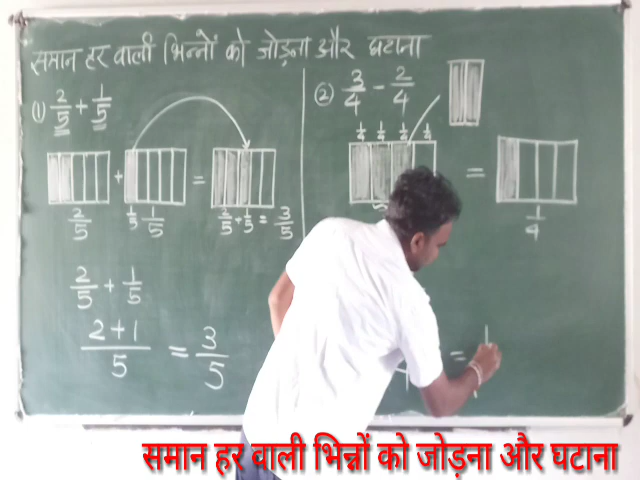 समान हर वाली भिन्नों को जोड़ना और घटाना
① 2/5 + 1/5
+ =
2/5 1/5 1/5 2/5 + 1/5 = 3/5
2/5 + 1/5
2+1/5 = 3/5
② 3/4 - 2/4
1/4 1/4 1/4 1/4
=
1/4
= 1
समान हर वाली भिन्नों को जोड़ना और घटाना